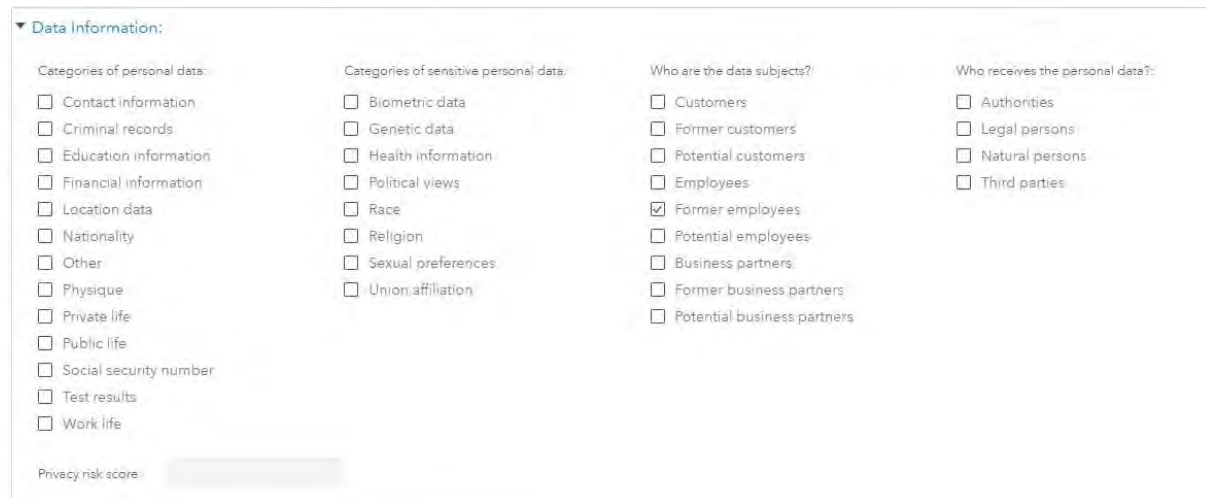 Data Information:
Categories of personal data:
Contact information
Criminal records
Education information
Financial information
Location data
Nationality
Other
Physique
Private life
Public life
Social security number
Test results
Work life
Categories of sensitive personal data:
Biometric data
Genetic data
Health information
Political views
Race
Religion
Sexual preferences
Union affiliation
Who are the data subjects?:
Customers
Former customers
Potential customers
Employees
Former employees
Potential employees
Business partners
Former business partners
Potential business partners
Who receives the personal data?:
Authorities
Legal persons
Natural persons
Third parties
Privacy risk score